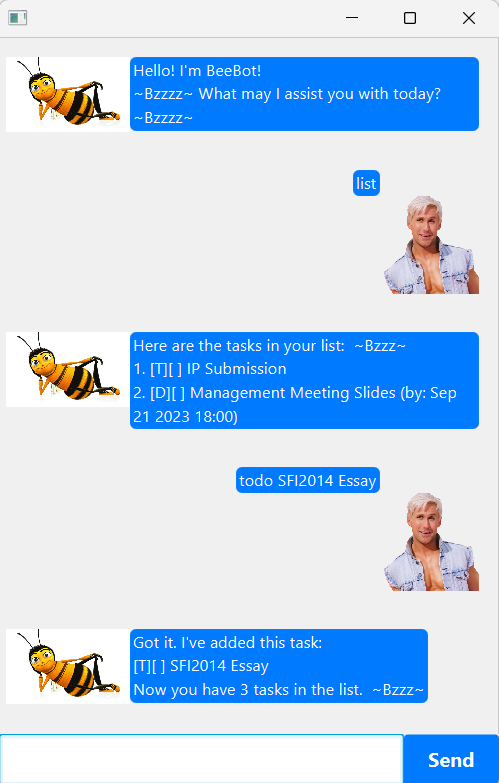 Hello! I'm BeeBot!
~Bzzzz~ What may I assist you with today?
~Bzzzz~
list
Here are the tasks in your list:  ~Bzzz~
1. [T][ ] IP Submission
2. [D][ ] Management Meeting Slides (by: Sep
21 2023 18:00)
todo SFI2014 Essay
Got it. I've added this task:
[T][ ] SFI2014 Essay
Now you have 3 tasks in the list.  ~Bzzz~
Send